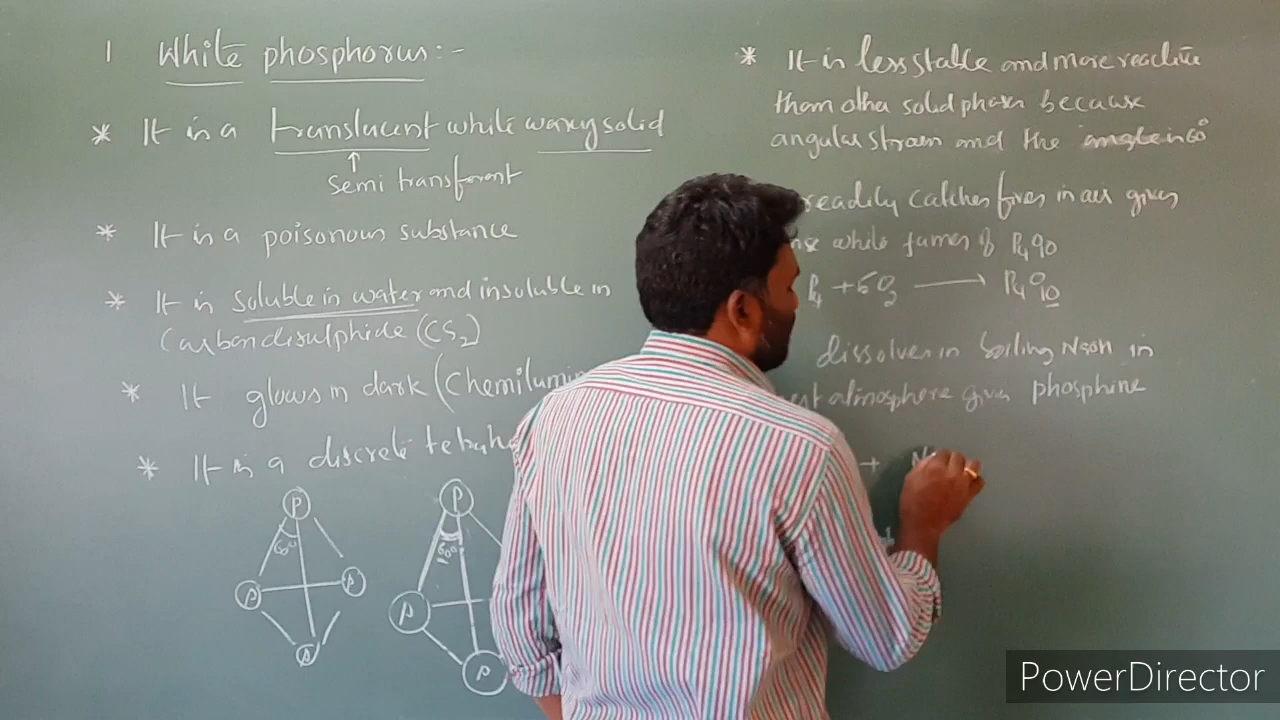 1 White phosphorus:-
* It is a translucent white waxy solid
semi transferent
* It is a poisonous substance
* It is soluble in water and insoluble in
Carbon disulphide (CS2)
* It glows in dark (Chemilumin
* It is a discrete tetrahe
P
60°
P
P
P
P
60°
P
P
* It is less stable and more reactive
than other solid phases because
angular strain and the angle is 60°
readily catches fires in air gives
nse white fumes of P4O10
P4 + 5O2 → P4O10
dissolves in boiling NaOH in
ert atmosphere gives phosphine
+ N
PowerDirector